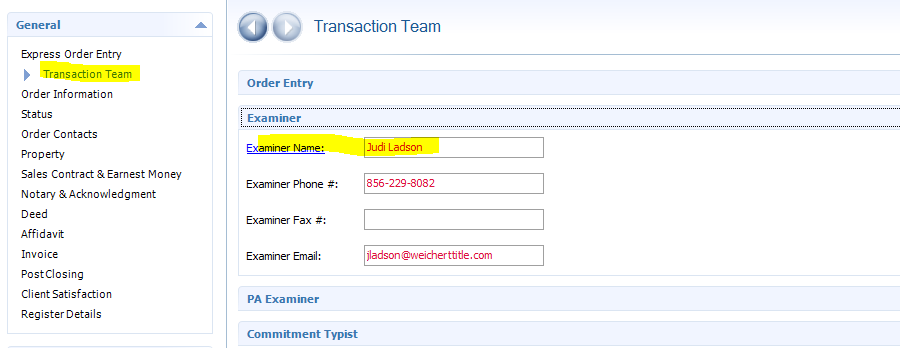 General
Express Order Entry
Transaction Team
Order Information
Status
Order Contacts
Property
Sales Contract & Earnest Money
Notary & Acknowledgment
Deed
Affidavit
Invoice
Post Closing
Client Satisfaction
Register Details
Transaction Team
Order Entry
Examiner
Examiner Name: Judi Ladson
Examiner Phone #: 856-229-8082
Examiner Fax #:
Examiner Email: jladson@weicherttitle.com
PA Examiner
Commitment Typist